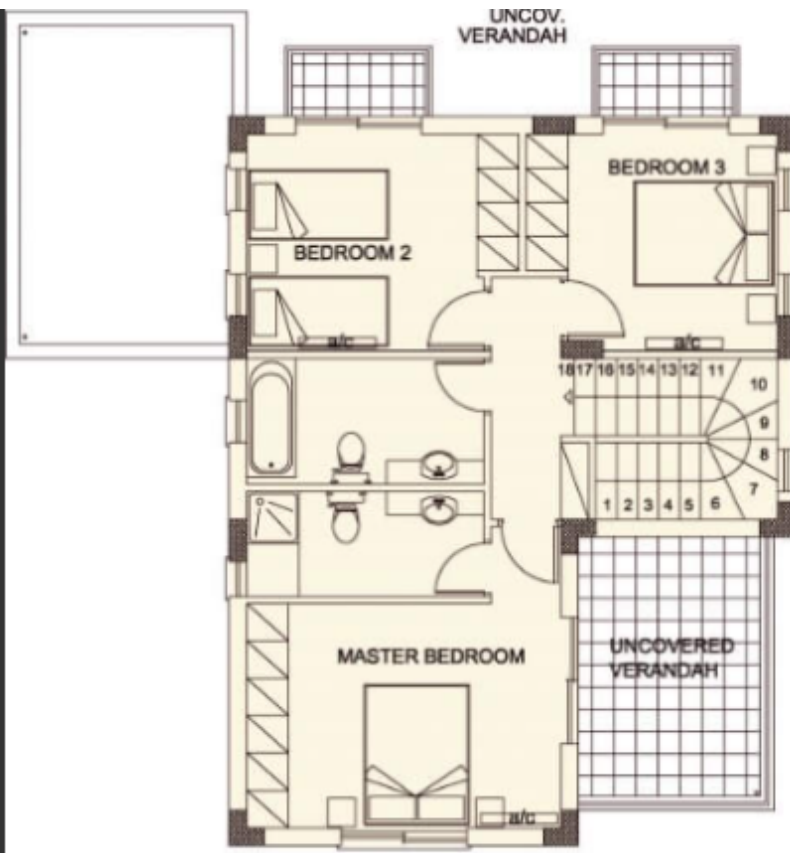 UNCOV.
VERANDAH
BEDROOM 3
BEDROOM 2
a/c
a/c
18 17 16 15 14 13 12 11
10
9
8
7
1 2 3 4 5 6
MASTER BEDROOM
UNCOVERED
VERANDAH
a/c